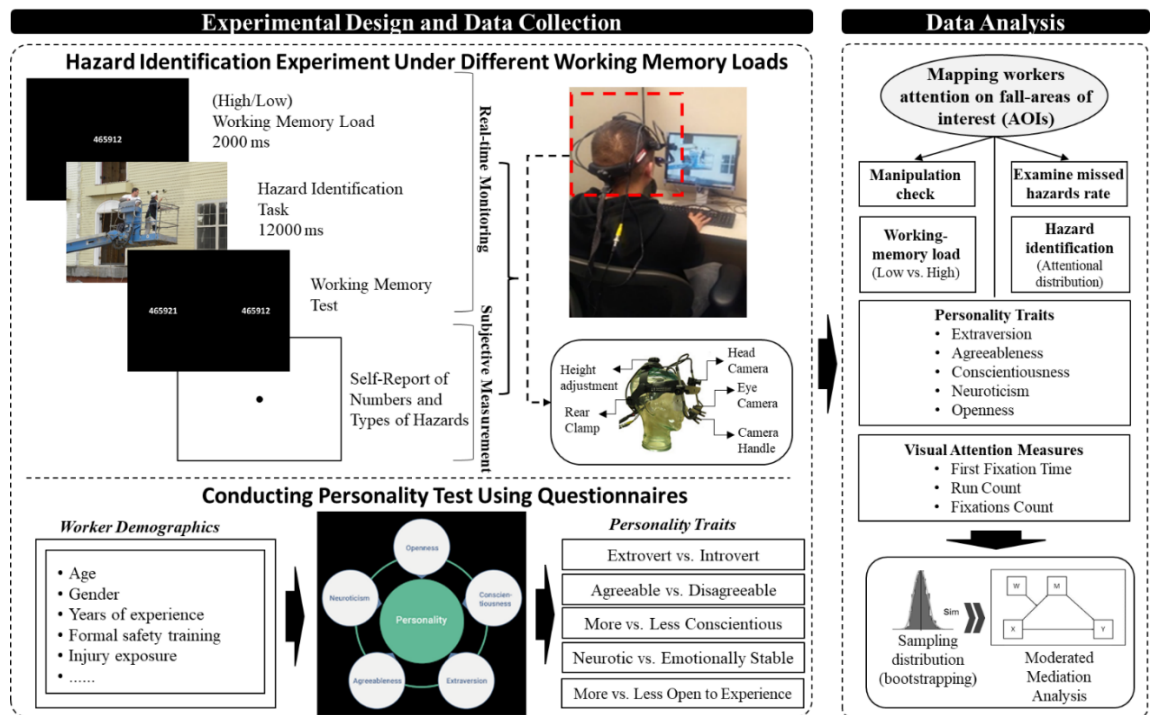 Experimental Design and Data Collection
Hazard Identification Experiment Under Different Working Memory Loads
465912
(High/Low)
Working Memory Load
2000 ms
Hazard Identification
Task
12000 ms
465921 465912
Working Memory
Test
Self-Report of
Numbers and
Types of Hazards
Real-time Monitoring
Subjective Measurement
Height
adjustment
Rear
Clamp
Head
Camera
Eye
Camera
Camera
Handle
Conducting Personality Test Using Questionnaires
Worker Demographics
• Age
• Gender
• Years of experience
• Formal safety training
• Injury exposure
• ......
Openness
Conscien-
tiousness
Extraversion
Agreeableness
Neuroticism
Personality
Personality Traits
Extrovert vs. Introvert
Agreeable vs. Disagreeable
More vs. Less Conscientious
Neurotic vs. Emotionally Stable
More vs. Less Open to Experience
Data Analysis
Mapping workers
attention on fall-areas of
interest (AOIs)
Manipulation
check
Examine missed
hazards rate
Working-
memory load
(Low vs. High)
Hazard
identification
(Attentional
distribution)
Personality Traits
• Extraversion
• Agreeableness
• Conscientiousness
• Neuroticism
• Openness
Visual Attention Measures
• First Fixation Time
• Run Count
• Fixations Count
Sim
Sampling
distribution
(bootstrapping)
W
M
X
Y
Moderated
Mediation
Analysis